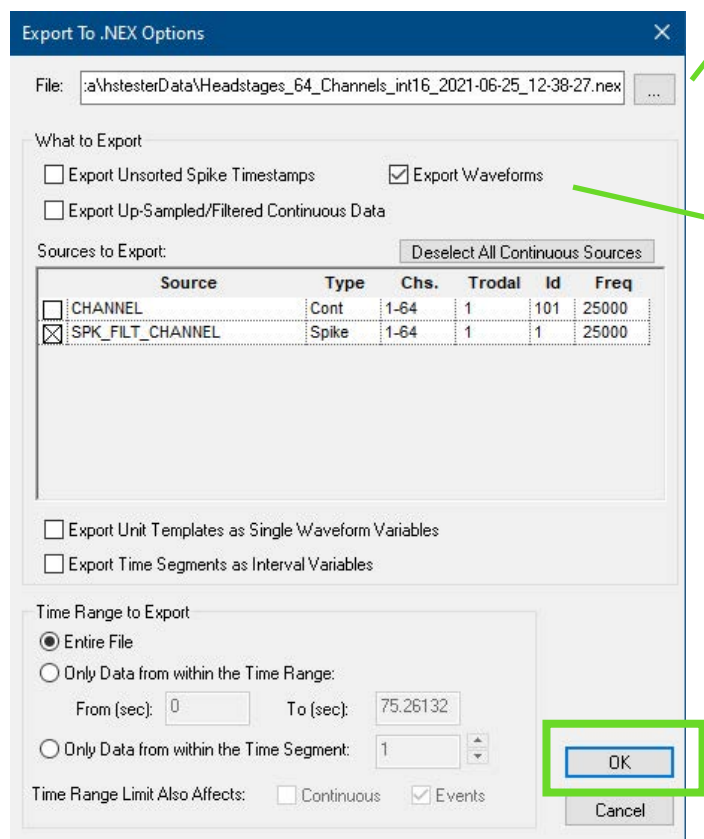 Export To .NEX Options
File: :a\hstesterData\Headstages_64_Channels_int16_2021-06-25_12-38-27.nex ...
What to Export
Export Unsorted Spike Timestamps Export Waveforms
Export Up-Sampled/Filtered Continuous Data
Sources to Export: Deselect All Continuous Sources
Source Type Chs. Trodal Id Freq
CHANNEL Cont 1-64 1 101 25000
SPK_FILT_CHANNEL Spike 1-64 1 1 25000
Export Unit Templates as Single Waveform Variables
Export Time Segments as Interval Variables
Time Range to Export
Entire File
Only Data from within the Time Range:
From (sec): 0 To (sec): 75.26132
Only Data from within the Time Segment: 1
OK
Time Range Limit Also Affects: Continuous Events
Cancel